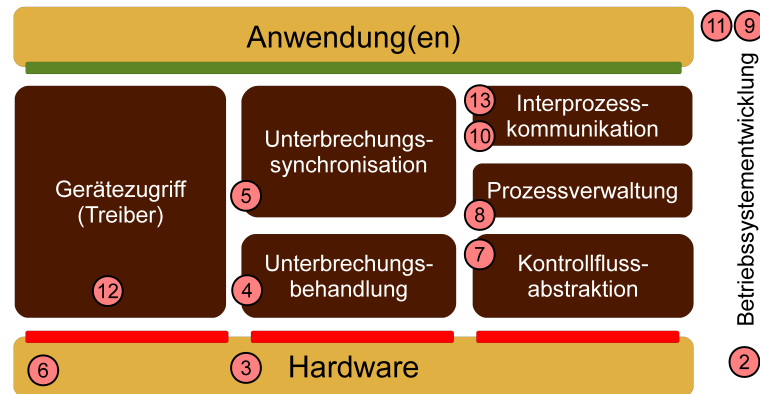 Anwendung(en)
11
9
Gerätezugriff
(Treiber)
12
Unterbrechungs-
synchronisation
5
Unterbrechungs-
behandlung
4
13
Interprozess-
10
kommunikation
Prozessverwaltung
8
7
Kontrollfluss-
abstraktion
Betriebssystementwicklung
2
6
3
Hardware